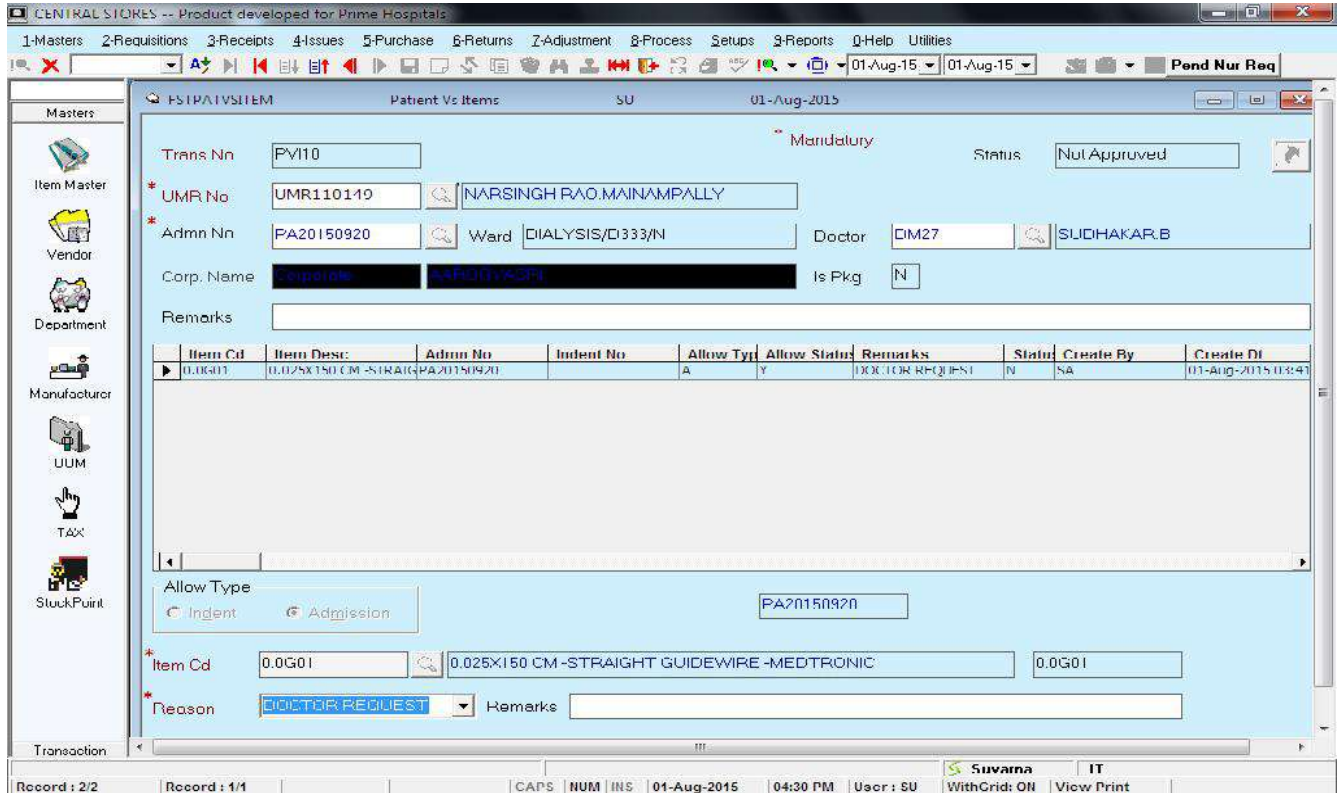 CENTRAL STORES -- Product developed for Prime Hospitals
1-Masters 2-Requisitions 3-Receipts 4-Issues 5-Purchase 6-Returns 7-Adjustment 8-Process Setups 9-Reports 0-Help Utilities
01-Aug-15 01-Aug-15 Pend Nur Req
Masters
FSTPATVSITEM Patient Vs Items SU 01-Aug-2015
* Mandatory
Trans No PVI10 Status Not Approved
Item Master
* UMR No UMR110149 NARSINGH RAO.MAINAMPALLY
* Admn No PA20150920 Ward DIALYSIS/D333/N Doctor DM27 SUDHAKAR.B
Vendor
Corp. Name Corporate AAROGYASRI Is Pkg N
Remarks
Department
Item Cd Item Desc Admn No Indent No Allow Typ Allow Status Remarks Status Create By Create Dt
0.0G01 0.025X150 CM -STRAIG PA20150920 A Y DOCTOR REQUEST N SA 01-Aug-2015 03:41
Manufacturer
UOM
TAX
StockPoint
Allow Type
Indent Admission PA20150920
* Item Cd 0.0G01 0.025X150 CM -STRAIGHT GUIDEWIRE -MEDTRONIC 0.0G01
* Reason DOCTOR REQUEST Remarks
Transaction
Suvarna IT
Record : 2/2 Record : 1/1 CAPS NUM INS 01-Aug-2015 04:30 PM User : SU WithGrid: ON View Print